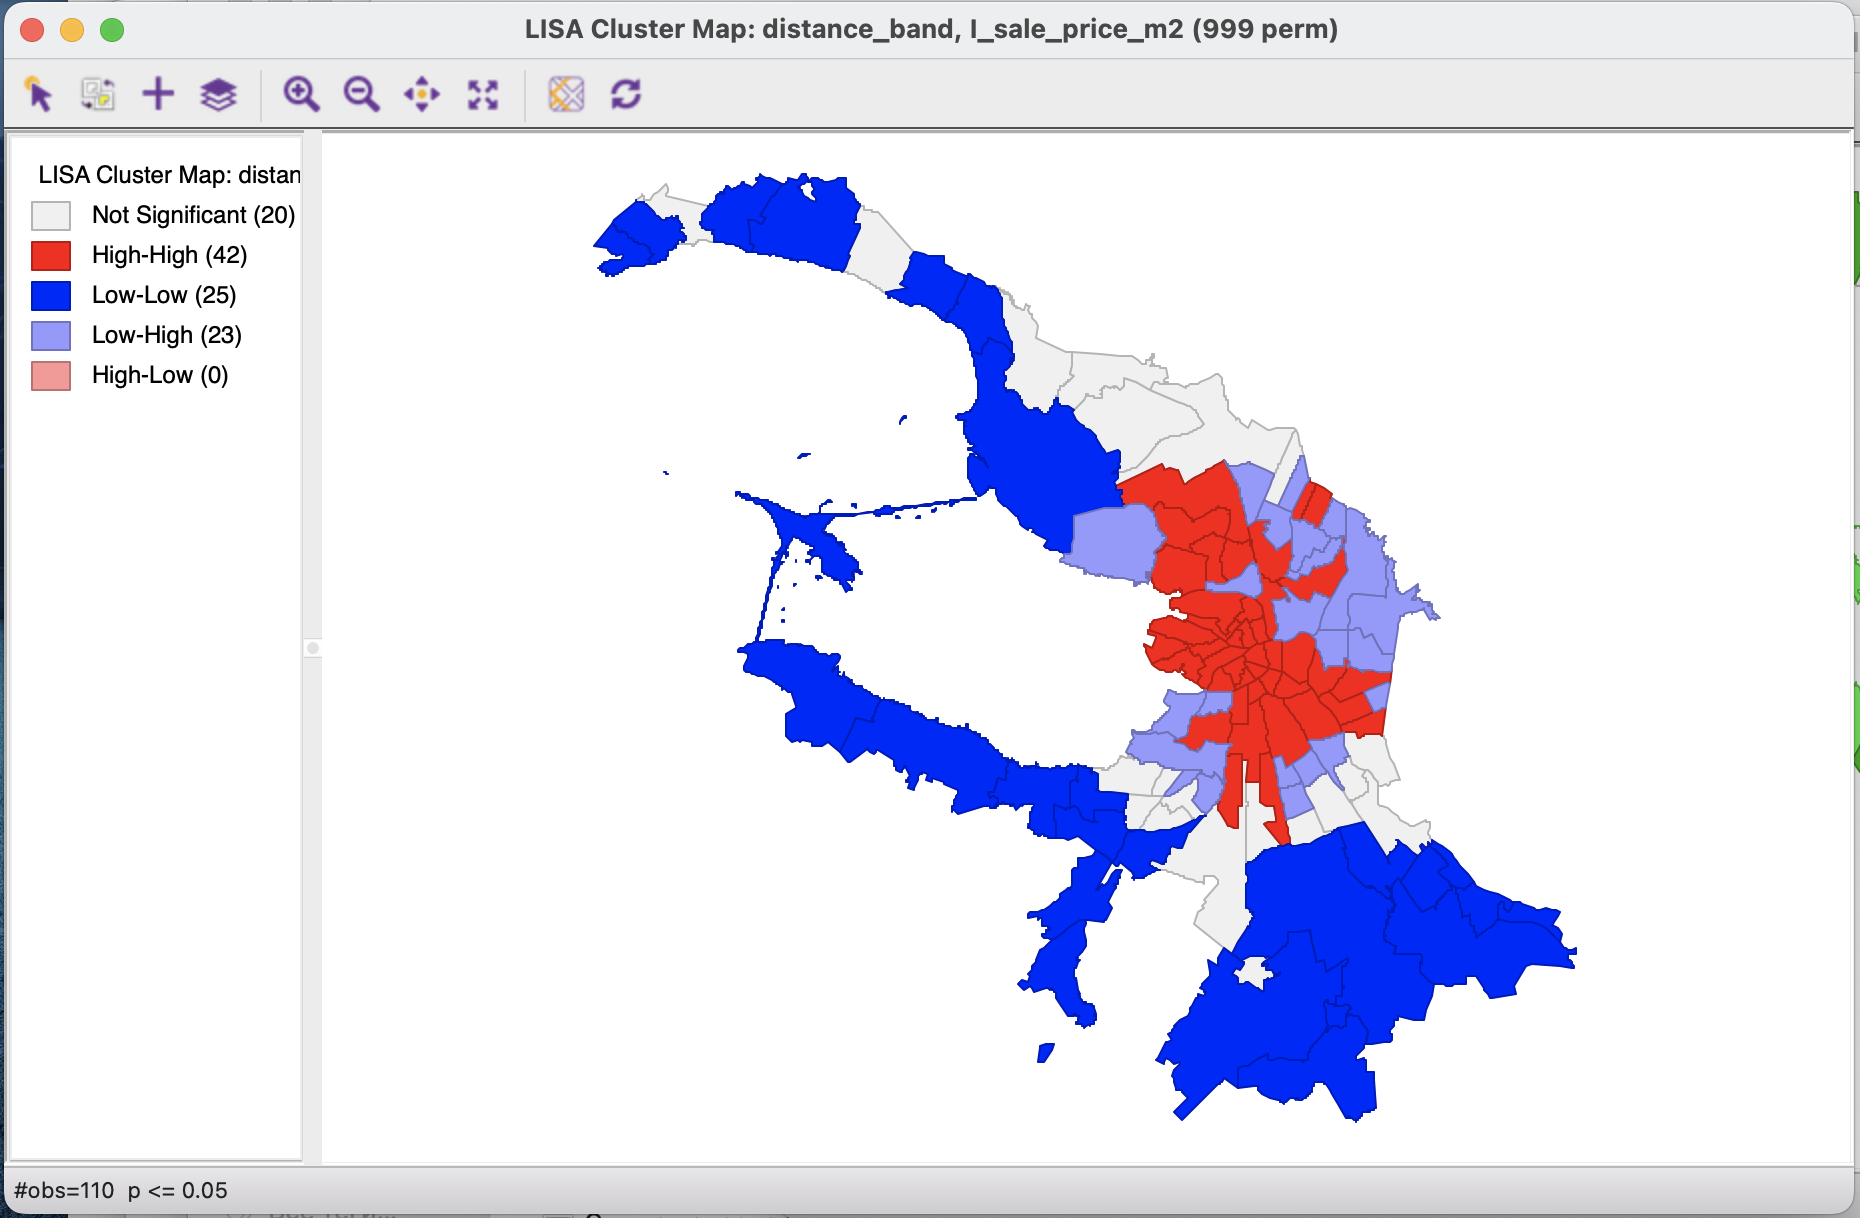 LISA Cluster Map: distance_band, I_sale_price_m2 (999 perm)
LISA Cluster Map: distan
Not Significant (20)
High-High (42)
Low-Low (25)
Low-High (23)
High-Low (0)
#obs=110 p <= 0.05